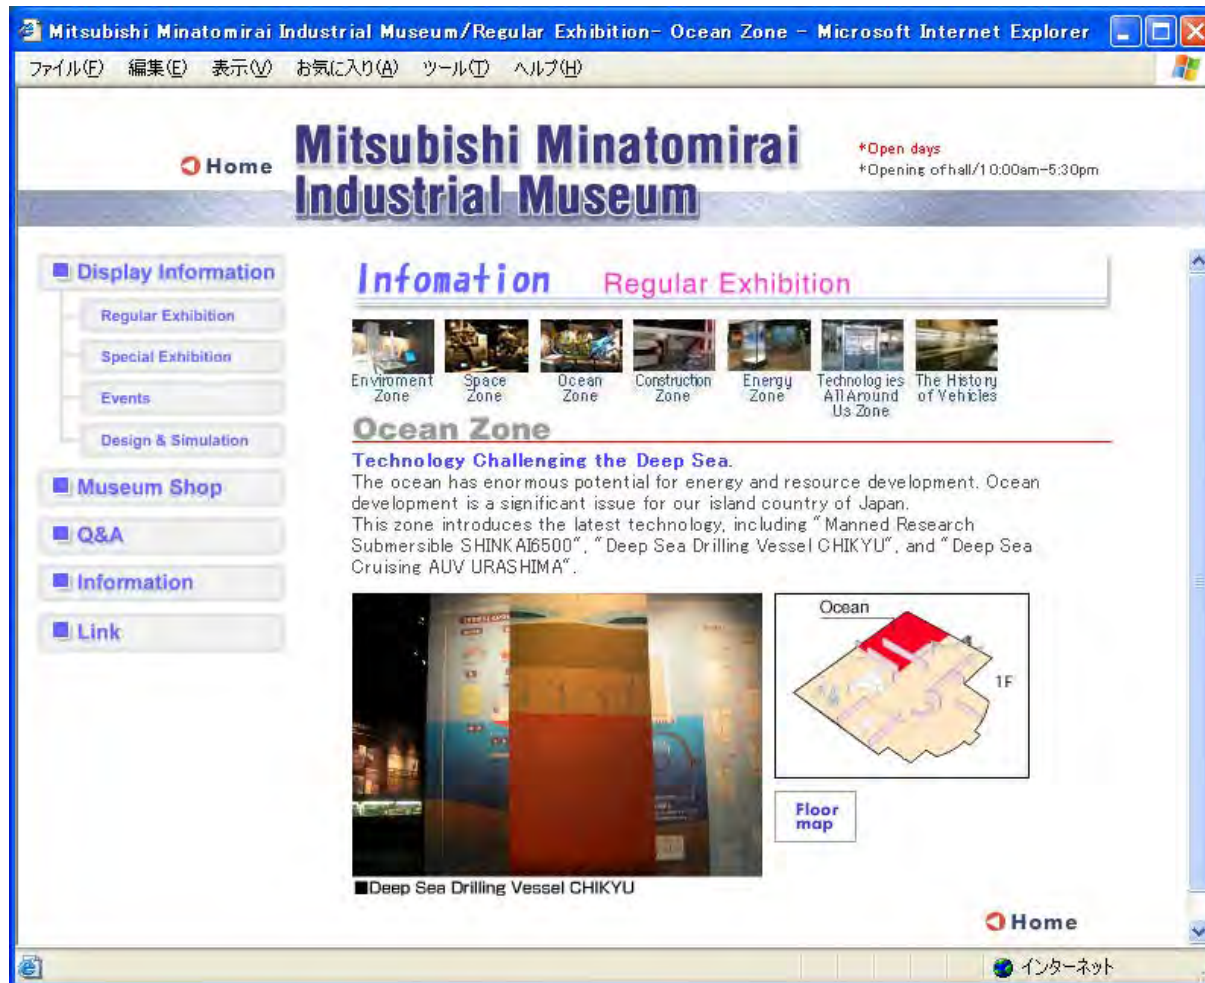 Mitsubishi Minatomirai Industrial Museum/Regular Exhibition- Ocean Zone - Microsoft Internet Explorer
ファイル(F) 編集(E) 表示(V) お気に入り(A) ツール(T) ヘルプ(H)
Home
Mitsubishi Minatomirai
Industrial Museum
*Open days
*Opening of hall/10:00am-5:30pm
Display Information
Regular Exhibition
Special Exhibition
Events
Design & Simulation
Museum Shop
Q&A
Information
Link
Infomation Regular Exhibition
Enviroment
Zone
Space
Zone
Ocean
Zone
Construction
Zone
Energy
Zone
Technologies
All Around
Us Zone
The History
of Vehicles
Ocean Zone
Technology Challenging the Deep Sea.
The ocean has enormous potential for energy and resource development. Ocean
development is a significant issue for our island country of Japan.
This zone introduces the latest technology, including "Manned Research
Submersible SHINKAI6500", "Deep Sea Drilling Vessel CHIKYU", and "Deep Sea
Cruising AUV URASHIMA".
Ocean
1F
Floor
map
■Deep Sea Drilling Vessel CHIKYU
Home
インターネット